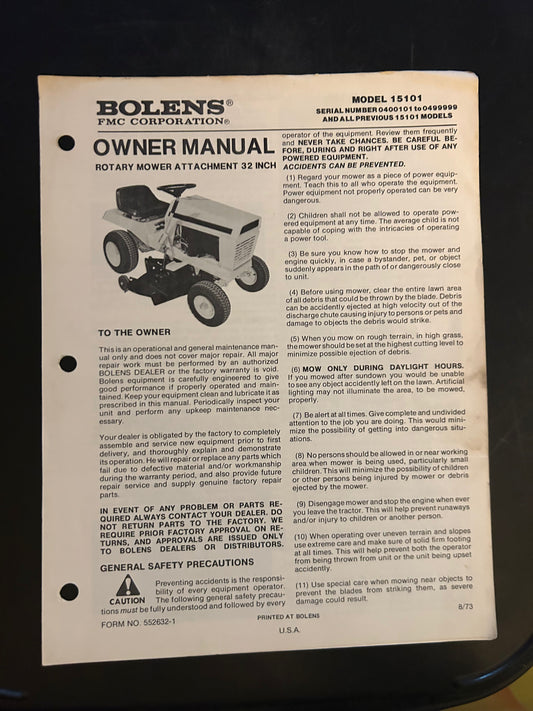 BOLENS®
FMC CORPORATION®
MODEL 15101
SERIAL NUMBER 0400101 to 0499999
AND ALL PREVIOUS 15101 MODELS
OWNER MANUAL
ROTARY MOWER ATTACHMENT 32 INCH
TO THE OWNER
This is an operational and general maintenance man-
ual only and does not cover major repair. All major
repair work must be performed by an authorized
BOLENS DEALER or the factory warranty is void.
Bolens equipment is carefully engineered to give
good performance if properly operated and main-
tained. Keep your equipment clean and lubricate it as
prescribed in this manual. Periodically inspect your
unit and perform any upkeep maintenance nec-
essary.
Your dealer is obligated by the factory to completely
assemble and service new equipment prior to first
delivery, and thoroughly explain and demonstrate
its operation. He will repair or replace any parts which
fail due to defective material and/or workmanship
during the warranty period, and also provide future
repair service and supply genuine factory repair
parts.
IN EVENT OF ANY PROBLEM OR PARTS RE-
QUIRED ALWAYS CONTACT YOUR DEALER. DO
NOT RETURN PARTS TO THE FACTORY. WE
REQUIRE PRIOR FACTORY APPROVAL ON RE-
TURNS, AND APPROVALS ARE ISSUED ONLY
TO BOLENS DEALERS OR DISTRIBUTORS.
GENERAL SAFETY PRECAUTIONS
CAUTION
Preventing accidents is the responsi-
bility of every equipment operator.
The following general safety precau-
tions must be fully understood and followed by every
operator of the equipment. Review them frequently
and NEVER TAKE CHANCES. BE CAREFUL BE-
FORE, DURING AND RIGHT AFTER USE OF ANY
POWERED EQUIPMENT.
ACCIDENTS CAN BE PREVENTED.
(1) Regard your mower as a piece of power equip-
ment. Teach this to all who operate the equipment.
Power equipment not properly operated can be very
dangerous.
(2) Children shall not be allowed to operate pow-
ered equipment at any time. The average child is not
capable of coping with the intricacies of operating
a power tool.
(3) Be sure you know how to stop the mower and
engine quickly, in case a bystander, pet, or object
suddenly appears in the path of or dangerously close
to unit.
(4) Before using mower, clear the entire lawn area
of all debris that could be thrown by the blade. Debris
can be accidently ejected at high velocity out of the
discharge chute causing injury to persons or pets and
damage to objects the debris would strike.
(5) When you mow on rough terrain, in high grass,
the mower should be set at the highest cutting level to
minimize possible ejection of debris.
(6) MOW ONLY DURING DAYLIGHT HOURS.
If you mowed after sundown you would be unable
to see any object accidently left on the lawn. Artificial
lighting may not illuminate the area, to be mowed,
properly.
(7) Be alert at all times. Give complete and undivided
attention to the job you are doing. This would mini-
mize the possibility of getting into dangerous situ-
ations.
(8) No persons should be allowed in or near working
area when mower is being used, particularly small
children. This will minimize the possibility of children
or other persons being injured by mower or debris
ejected by the mower.
(9) Disengage mower and stop the engine when ever
you leave the tractor. This will help prevent runaways
and/or injury to children or another person.
(10) When operating over uneven terrain and slopes
use extreme care and make sure of solid firm footing
at all times. This will help prevent both the operator
from being thrown from unit or the unit being upset
accidently.
(11) Use special care when mowing near objects to
prevent the blades from striking them, as severe
damage could result.
8/73
FORM NO. 552632-1
PRINTED AT BOLENS
U.S.A.